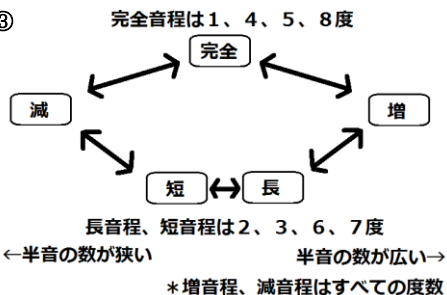 ③
完全音程は1、4、5、8度
完全
減
増
短
長
長音程、短音程は2、3、6、7度
←半音の数が狭い
半音の数が広い→
＊増音程、減音程はすべての度数